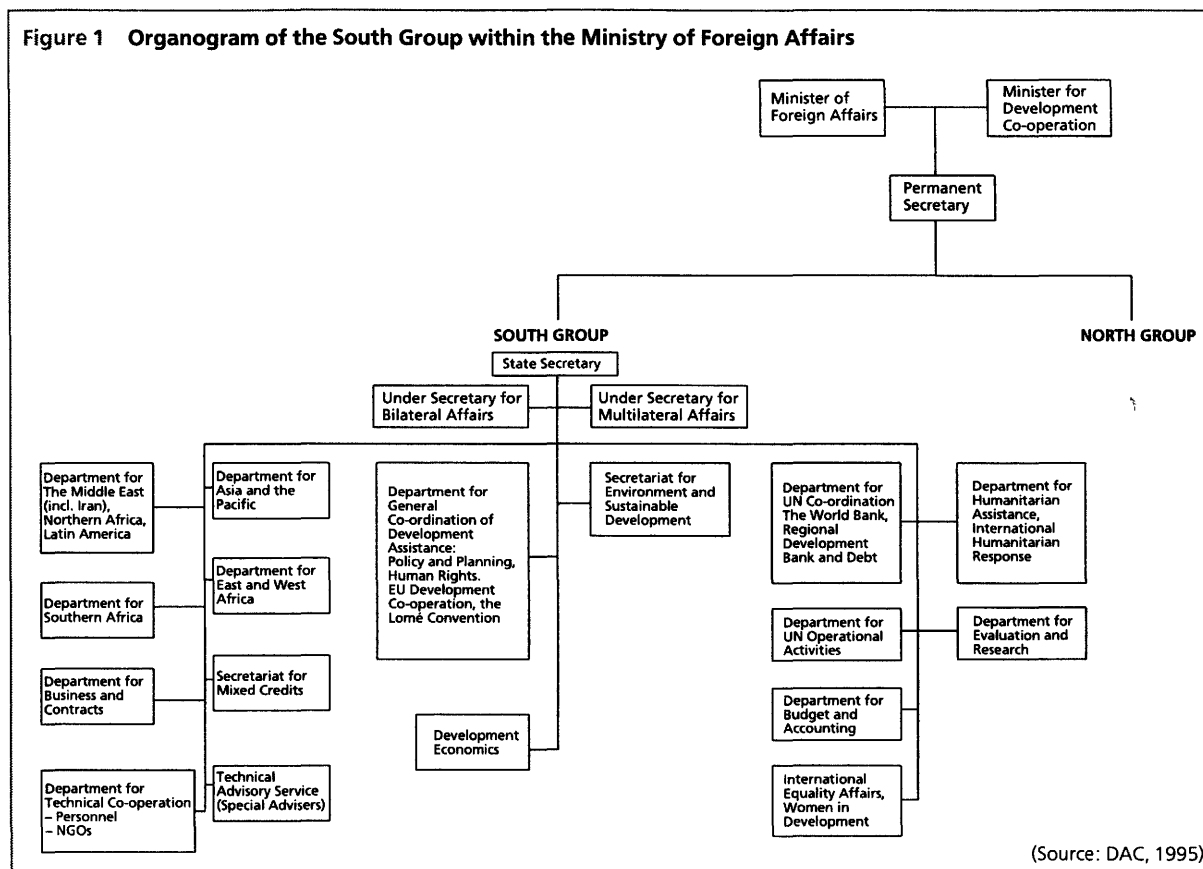 Figure 1 Organogram of the South Group within the Ministry of Foreign Affairs
Minister of
Foreign Affairs
Minister for
Development
Co-operation
Permanent
Secretary
SOUTH GROUP
NORTH GROUP
State Secretary
Under Secretary for
Bilateral Affairs
Under Secretary for
Multilateral Affairs
Department for
The Middle East
(incl. Iran),
Northern Africa,
Latin America
Department for
Asia and the
Pacific
Department for
Southern Africa
Department for
East and West
Africa
Department for
Business and
Contracts
Secretariat for
Mixed Credits
Department for
Technical Co-operation
– Personnel
– NGOs
Technical
Advisory Service
(Special Advisers)
Department for
General
Co-ordination of
Development
Assistance:
Policy and Planning,
Human Rights.
EU Development
Co-operation, the
Lomé Convention
Secretariat for
Environment and
Sustainable
Development
Development
Economics
Department for
UN Co-ordination
The World Bank,
Regional
Development
Bank and Debt
Department for
Humanitarian
Assistance,
International
Humanitarian
Response
Department for
UN Operational
Activities
Department for
Evaluation and
Research
Department for
Budget and
Accounting
International
Equality Affairs,
Women in
Development
(Source: DAC, 1995)